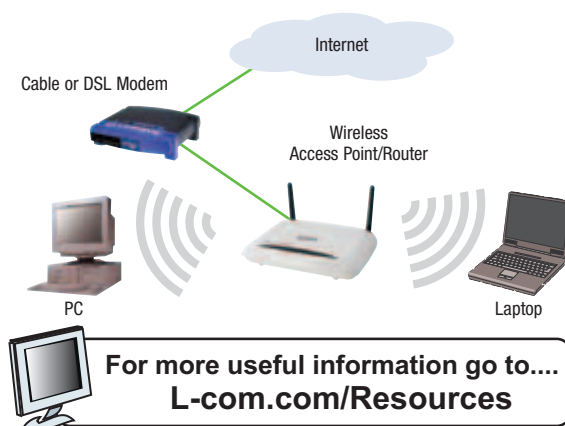 Internet
Cable or DSL Modem
Wireless
Access Point/Router
PC
Laptop
For more useful information go to....
L-com.com/Resources